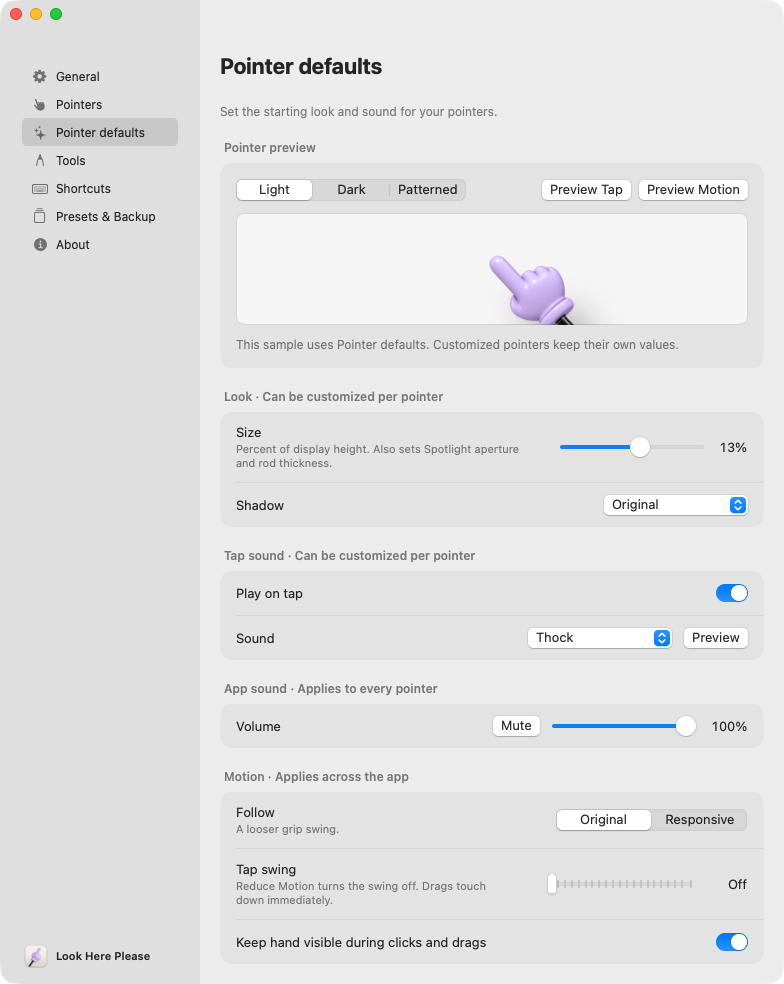 General
Pointers
Pointer defaults
Tools
Shortcuts
Presets & Backup
About
Look Here Please
Pointer defaults
Set the starting look and sound for your pointers.
Pointer preview
Light Dark Patterned Preview Tap Preview Motion
This sample uses Pointer defaults. Customized pointers keep their own values.
Look · Can be customized per pointer
Size
Percent of display height. Also sets Spotlight aperture
and rod thickness.
13%
Shadow Original
Tap sound · Can be customized per pointer
Play on tap
Sound Thock Preview
App sound · Applies to every pointer
Volume Mute 100%
Motion · Applies across the app
Follow
A looser grip swing.
Original Responsive
Tap swing
Reduce Motion turns the swing off. Drags touch
down immediately.
Off
Keep hand visible during clicks and drags